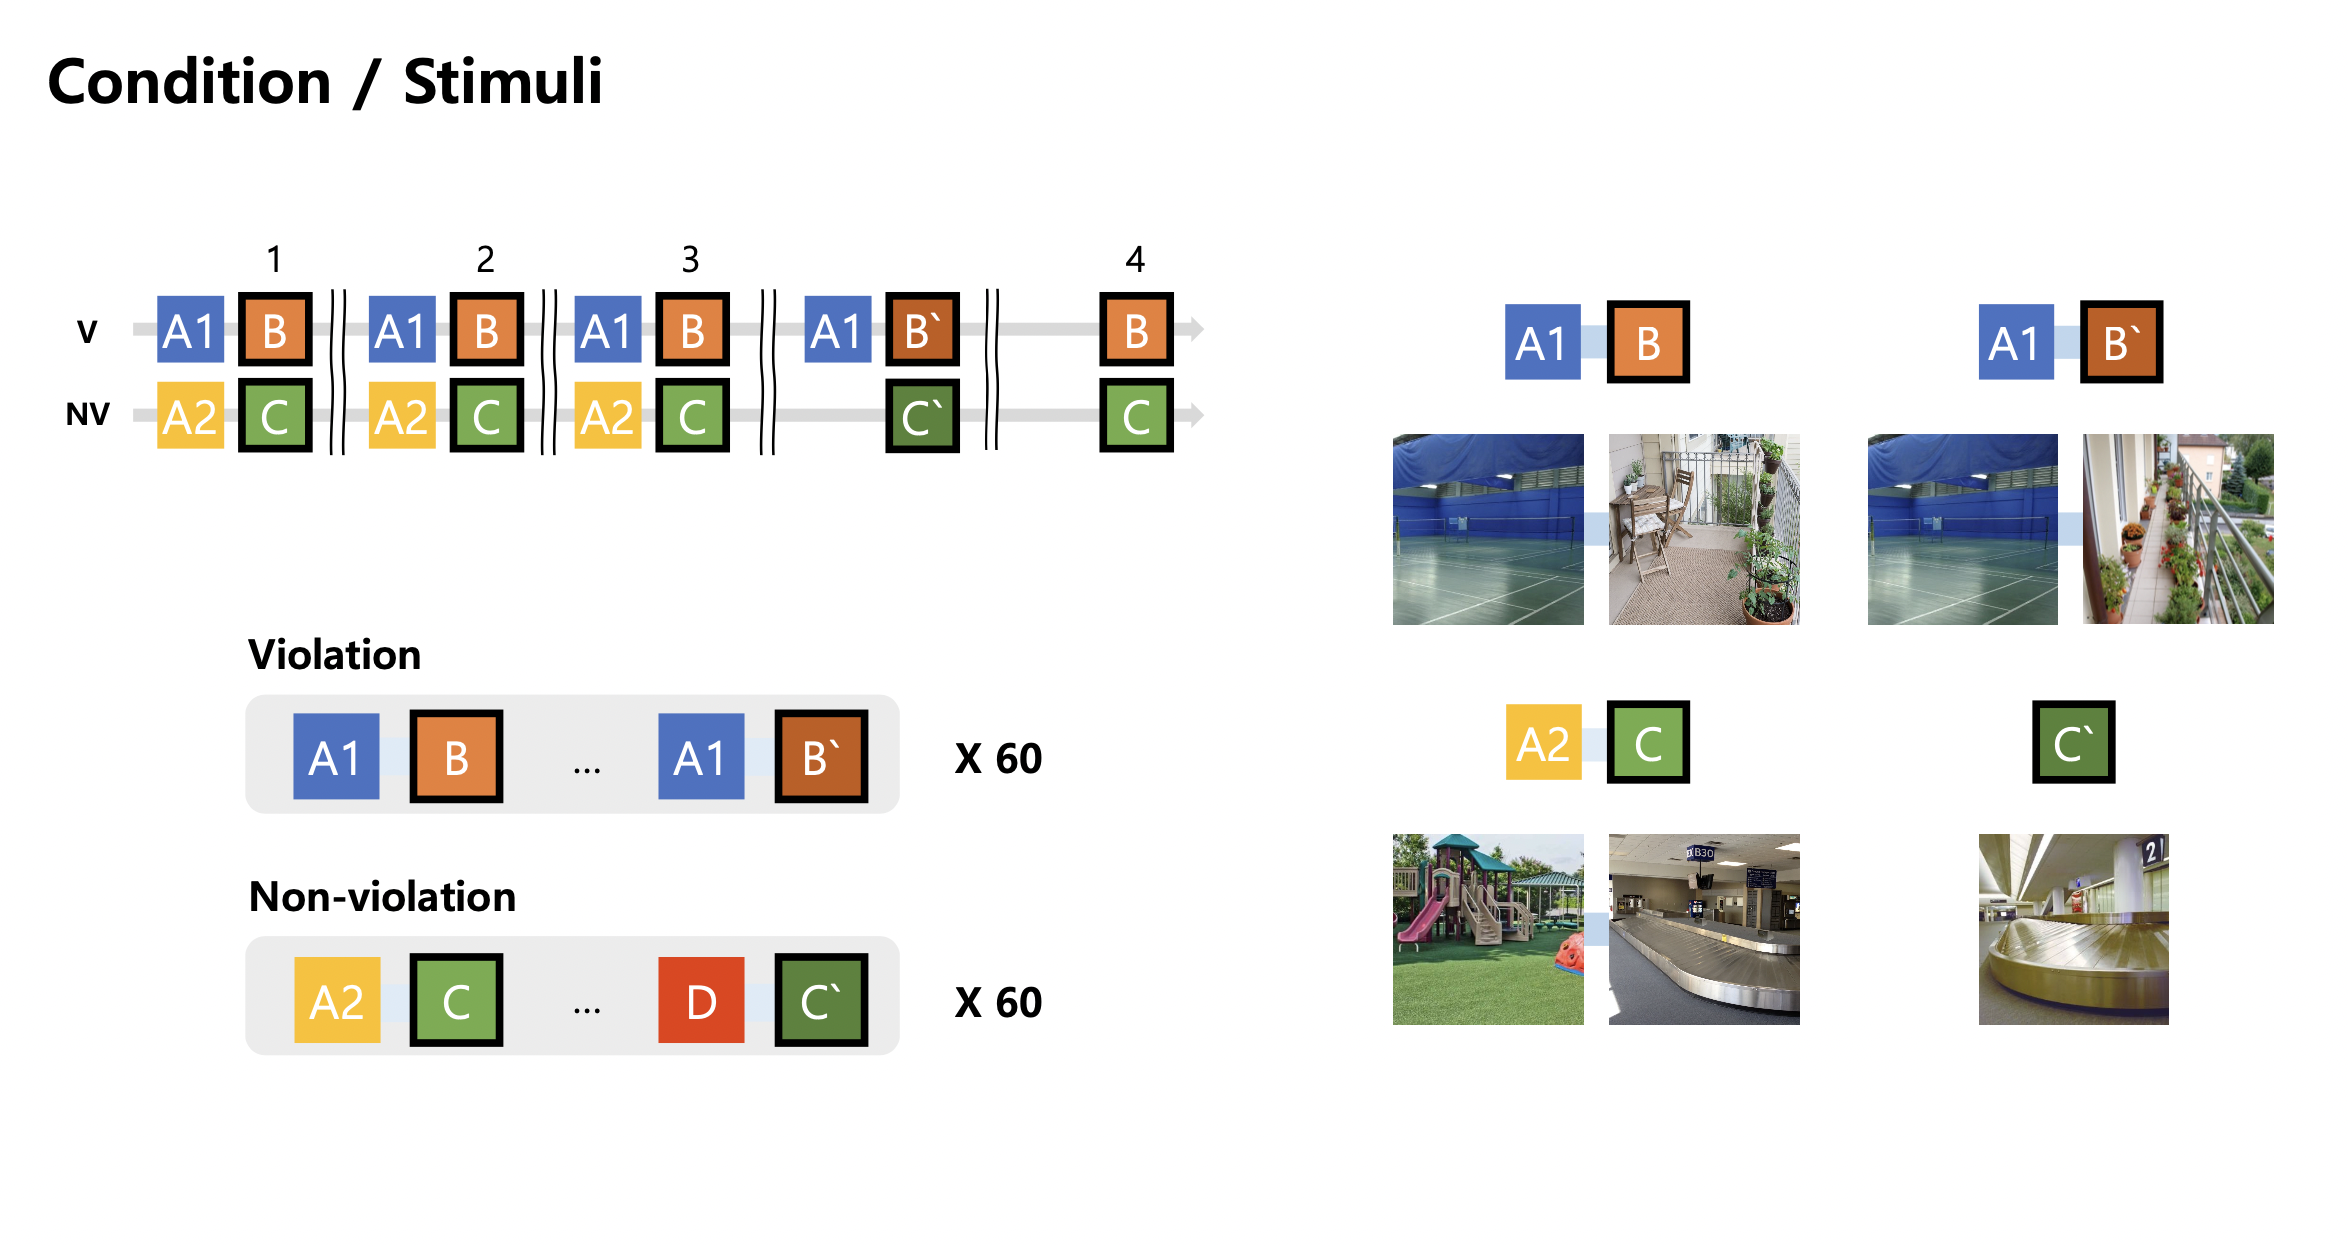 Condition / Stimuli
1 2 3 4
V A1 B A1 B A1 B A1 B` B
NV A2 C A2 C A2 C C` C
Violation
A1 B ... A1 B` X 60
Non-violation
A2 C ... D C` X 60
A1 B A1 B`
A2 C C`
B30
2